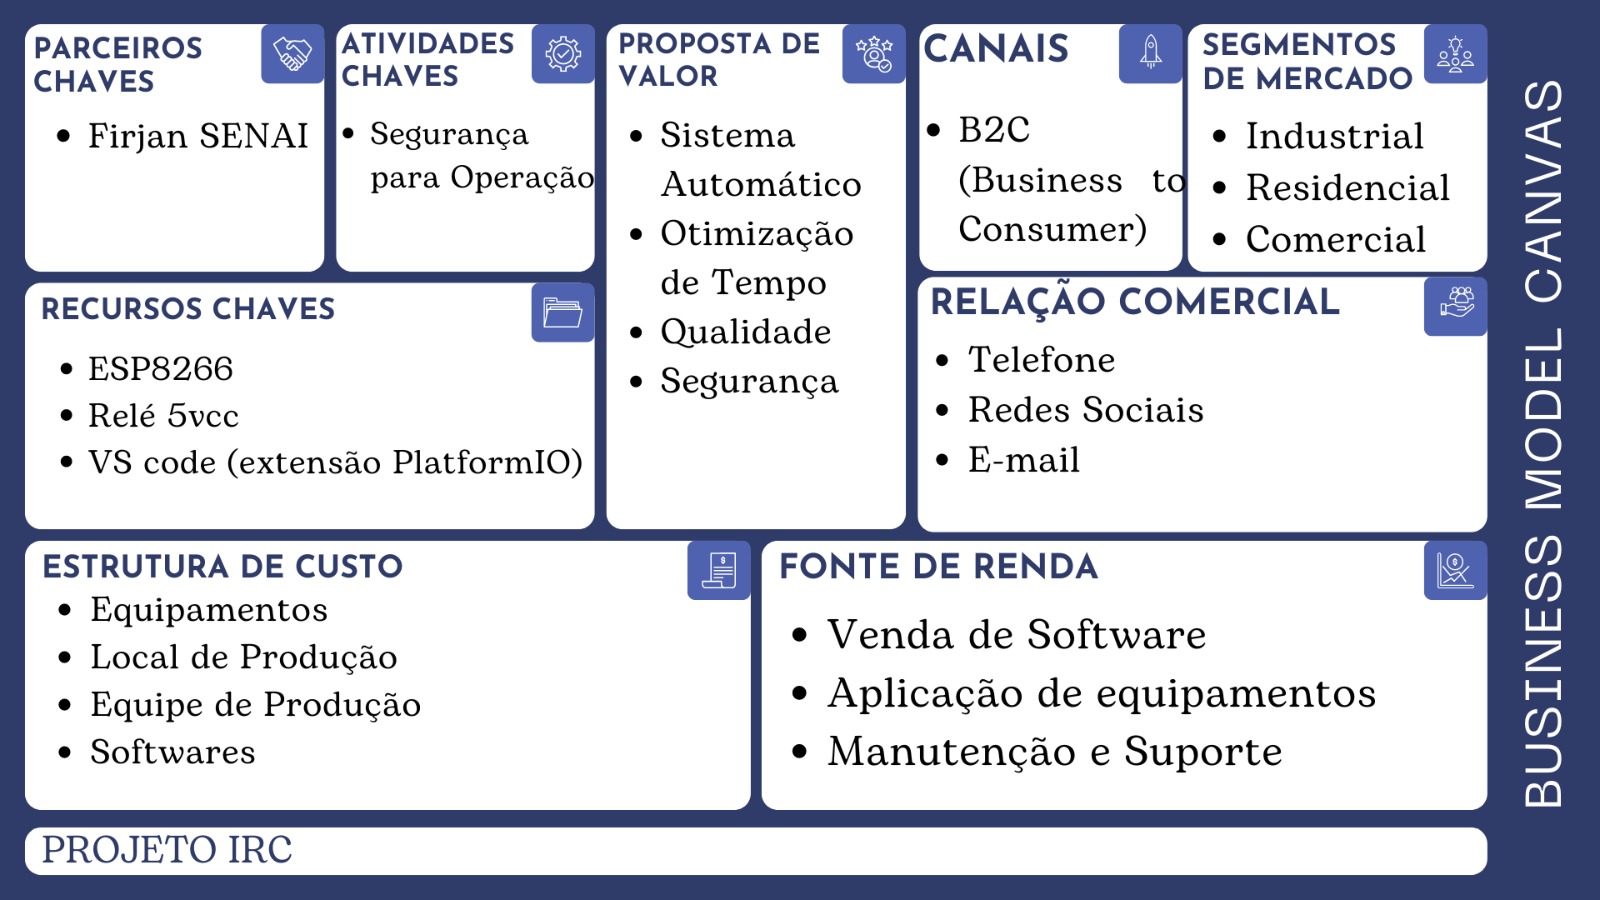 PARCEIROS
CHAVES
• Firjan SENAI
ATIVIDADES
CHAVES
• Segurança
para Operação
PROPOSTA DE
VALOR
• Sistema
Automático
• Otimização
de Tempo
• Qualidade
• Segurança
CANAIS
• B2C
(Business to
Consumer)
SEGMENTOS
DE MERCADO
• Industrial
• Residencial
• Comercial
RECURSOS CHAVES
• ESP8266
• Relé 5vcc
• VS code (extensão PlatformIO)
RELAÇÃO COMERCIAL
• Telefone
• Redes Sociais
• E-mail
ESTRUTURA DE CUSTO
• Equipamentos
• Local de Produção
• Equipe de Produção
• Softwares
FONTE DE RENDA
• Venda de Software
• Aplicação de equipamentos
• Manutenção e Suporte
PROJETO IRC
BUSINESS MODEL CANVAS